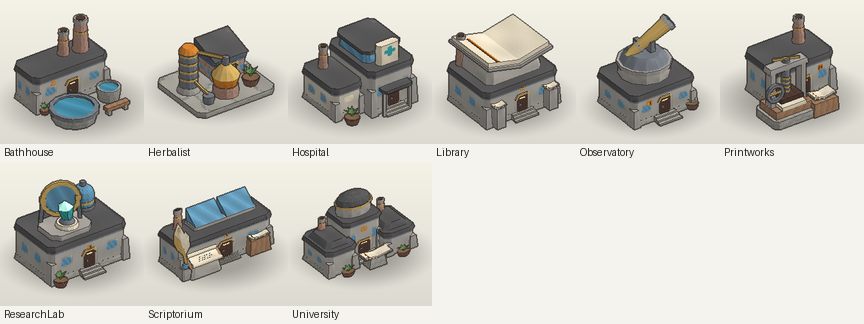 Bathhouse
Herbalist
Hospital
Library
Observatory
Printworks
ResearchLab
Scriptorium
University